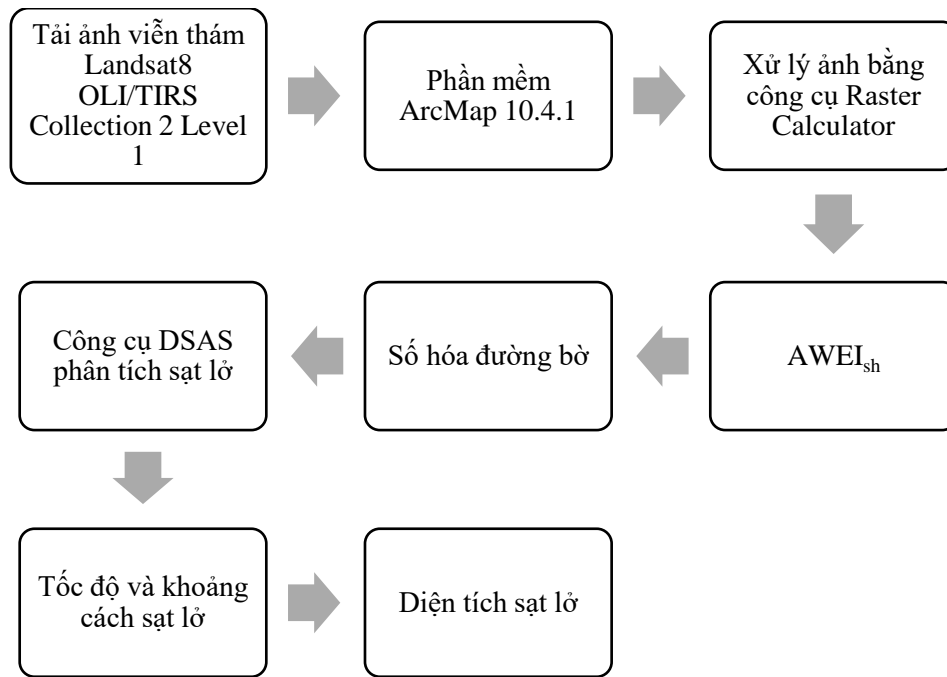 Tải ảnh viễn thám
Landsat8
OLI/TIRS
Collection 2 Level
1
Phần mềm
ArcMap 10.4.1
Xử lý ảnh bằng
công cụ Raster
Calculator
AWEIsh
Số hóa đường bờ
Công cụ DSAS
phân tích sạt lở
Tốc độ và khoảng
cách sạt lở
Diện tích sạt lở